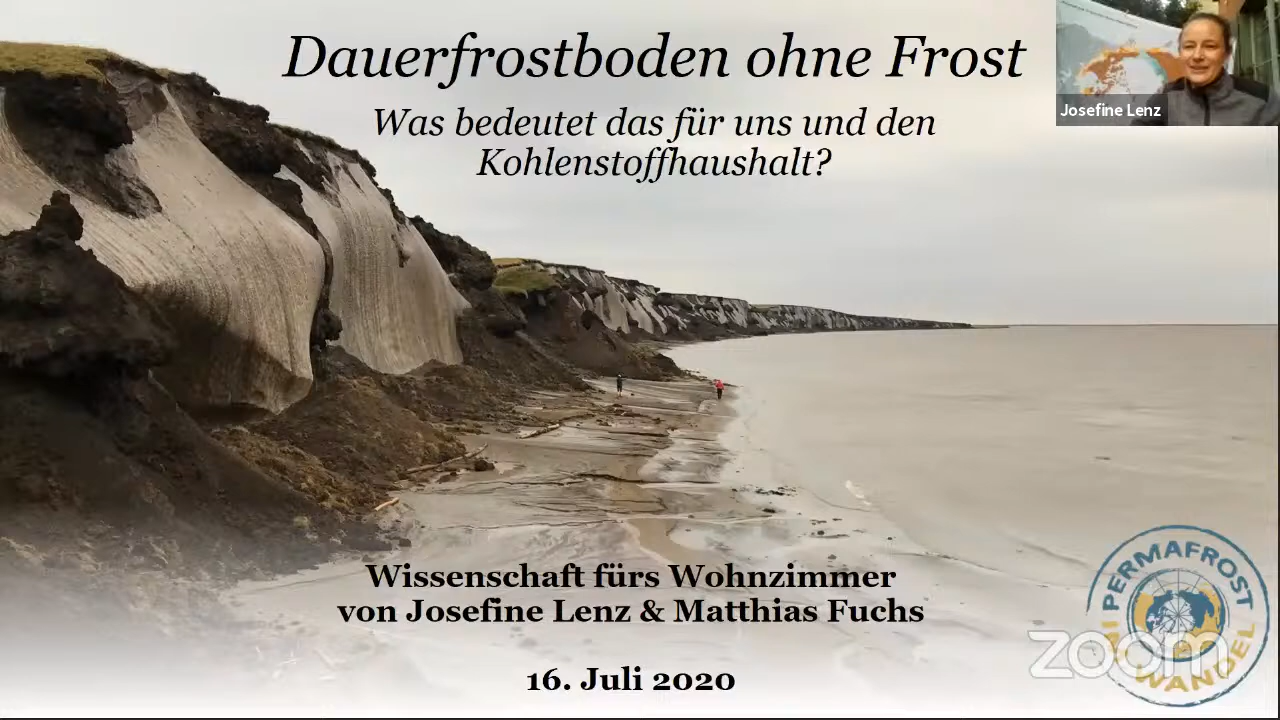 Dauerfrostboden ohne Frost
Was bedeutet das für uns und den
Kohlenstoffhaushalt?
Josefine Lenz
Wissenschaft fürs Wohnzimmer
von Josefine Lenz & Matthias Fuchs
16. Juli 2020
PERMAFROST
IM
WANDEL
zoom